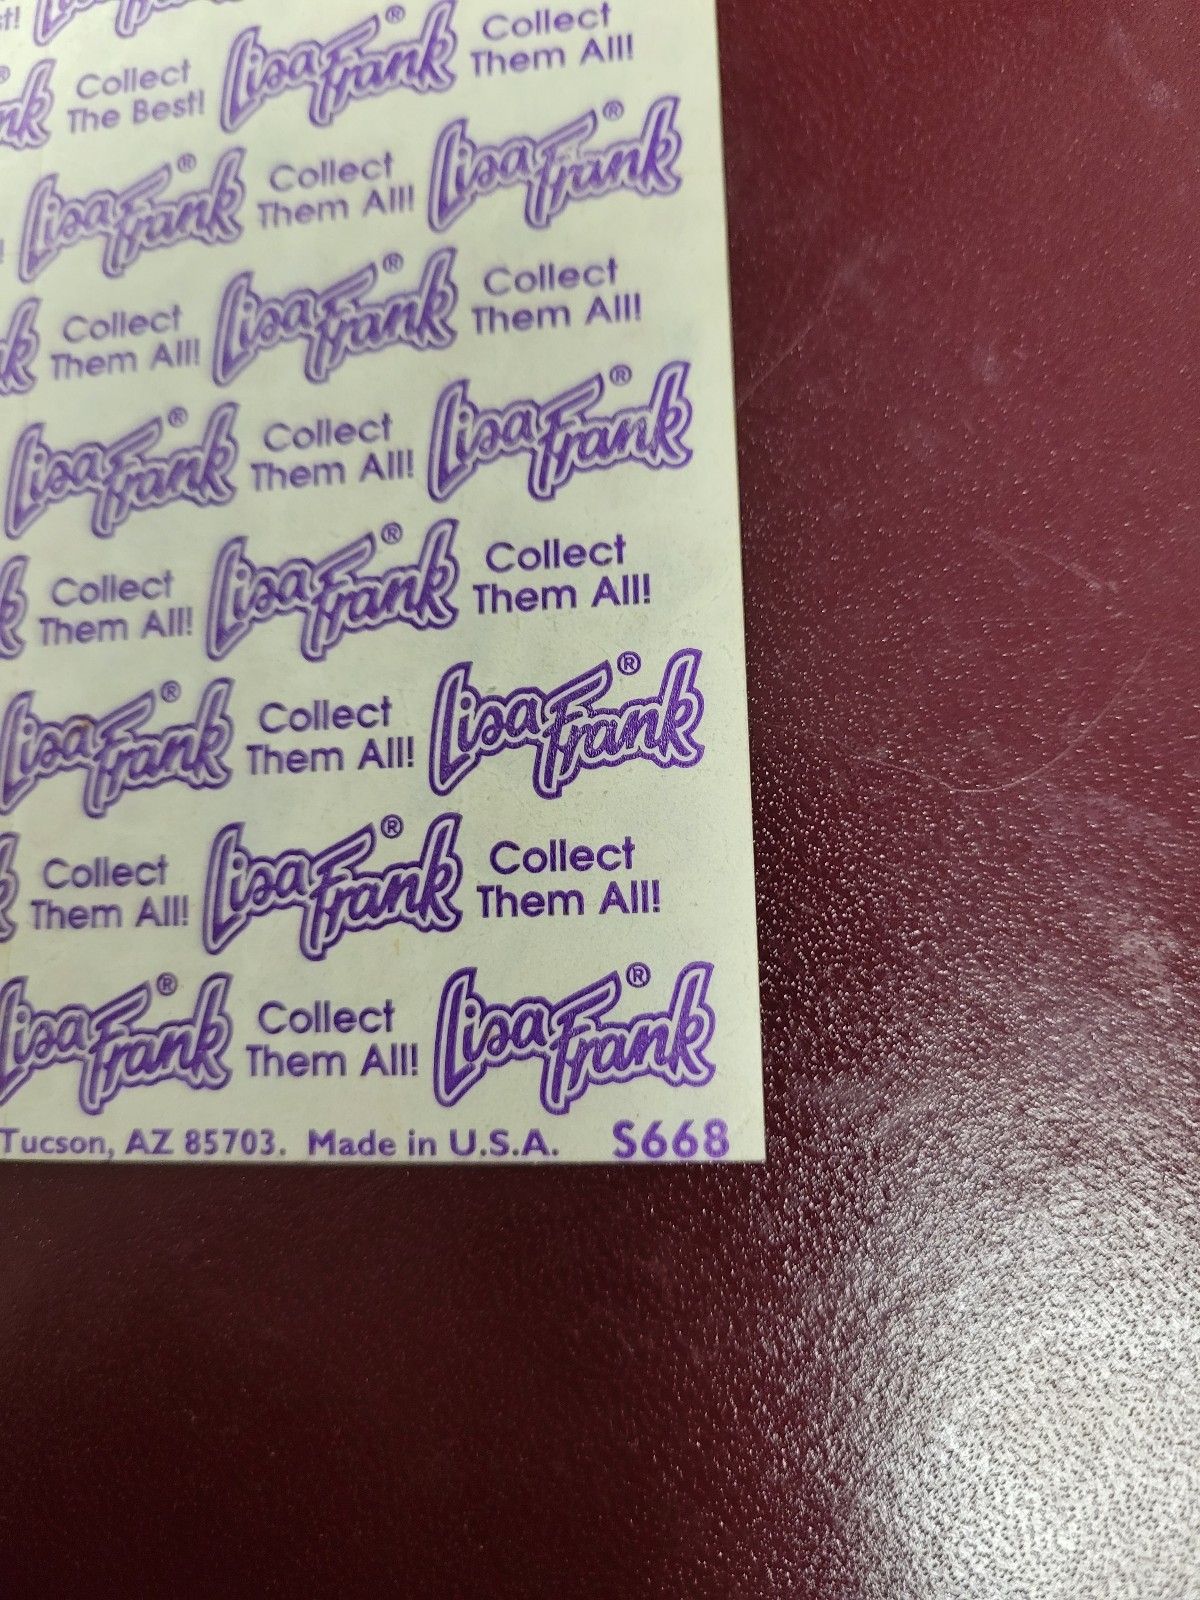 Lisa Frank® Collect
Collect Them All!
nk The Best!
Lisa Frank® Collect Lisa Frank®
Them All!
Collect Lisa Frank® Collect
Them All! Them All!
Lisa Frank® Collect Lisa Frank®
Them All!
Collect Lisa Frank® Collect
Them All! Them All!
Lisa Frank® Collect Lisa Frank®
Them All!
Collect Lisa Frank® Collect
Them All! Them All!
Lisa Frank® Collect Lisa Frank®
Them All!
Tucson, AZ 85703. Made in U.S.A. S668